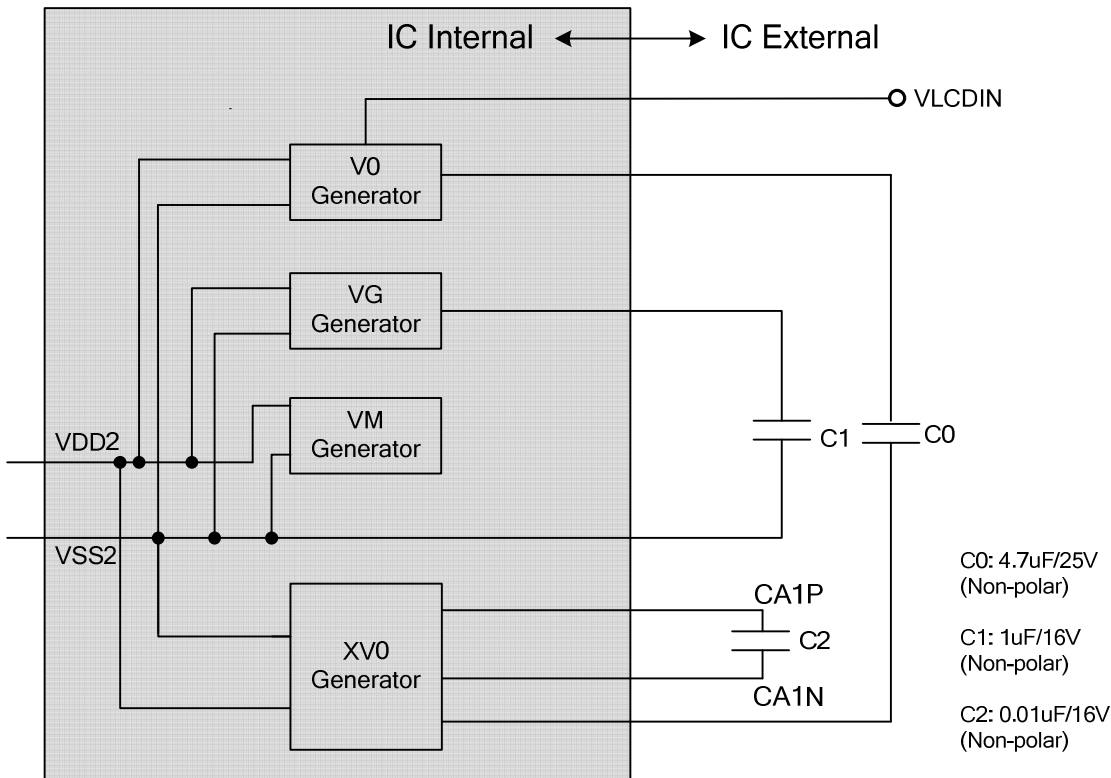 IC Internal
IC External
VLCDIN
V0
Generator
VG
Generator
VM
Generator
VDD2
C1
C0
VSS2
C0: 4.7uF/25V
(Non-polar)
CA1P
XV0
Generator
C2
CA1N
C1: 1uF/16V
(Non-polar)
C2: 0.01uF/16V
(Non-polar)